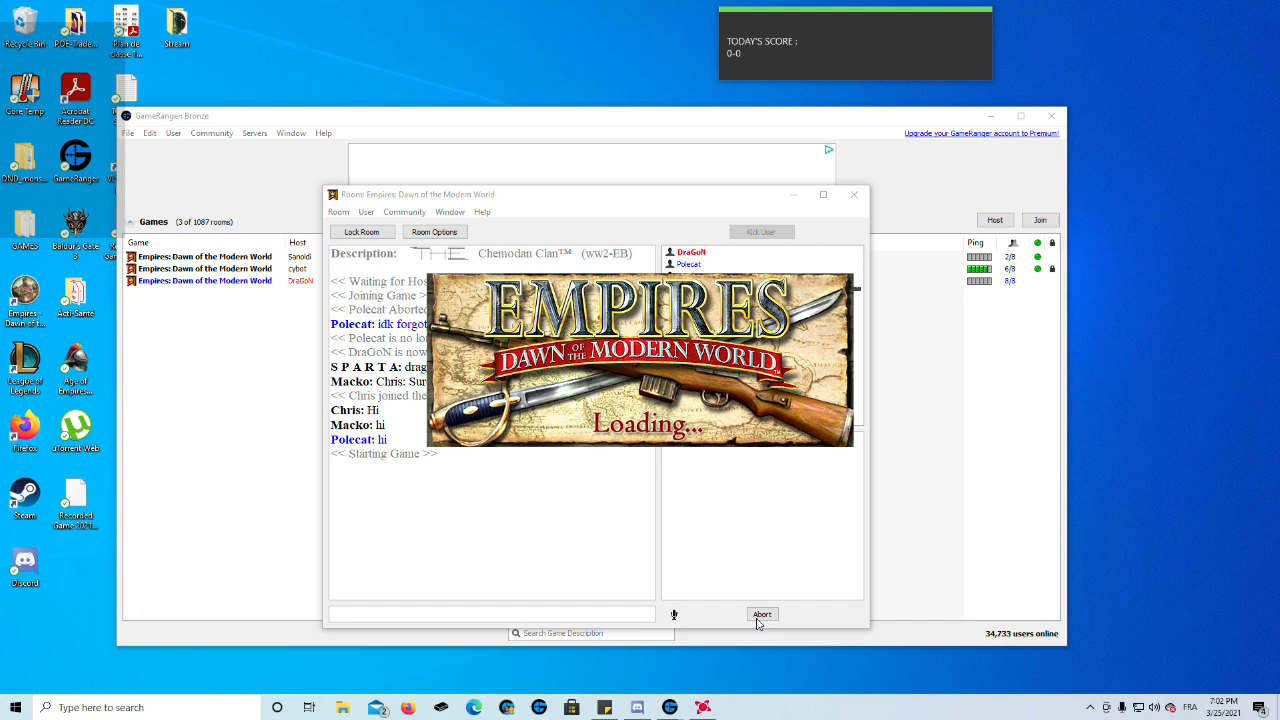 Recycle Bin
POE-Trade...
Plan de
classe 1...
Stream
TODAY'S SCORE :
0-0
Core Temp
Acrobat
Reader DC
DND_mons...
GameRanger
GAMES
Baldur's Gate
3
Empires -
Dawn of th...
Acti-Santé
League of
Legends
Age of
Empires...
Firefox
uTorrent Web
Steam
Recorded
Game 2021...
Discord
GameRanger: Bronze
File Edit User Community Servers Window Help
Upgrade your GameRanger account to Premium!
Games (3 of 1087 rooms)
Host Join
Game Host Ping
Empires: Dawn of the Modern World Sanoldi 2/8
Empires: Dawn of the Modern World cybot 6/8
Empires: Dawn of the Modern World DraGoN 8/8
Room: Empires: Dawn of the Modern World
Room User Community Window Help
Lock Room Room Options Kick User
Description: THE Chemodan Clan™ (ww2-EB)
DraGoN
Polecat
<< Waiting for Hos
<< Joining Game >
<< Polecat Aborted
Polecat: idk forgot
<< Polecat is no lon
<< DraGoN is now
S P A R T A: drag
Macko: Chris: Sur
<< Chris joined the
Chris: Hi
Macko: hi
Polecat: hi
<< Starting Game >>
EMPIRES
DAWN OF THE MODERN WORLD™
Loading...
Abort
Search Game Description
34,733 users online
Type here to search
2
FRA
7:02 PM
3/25/2021
4